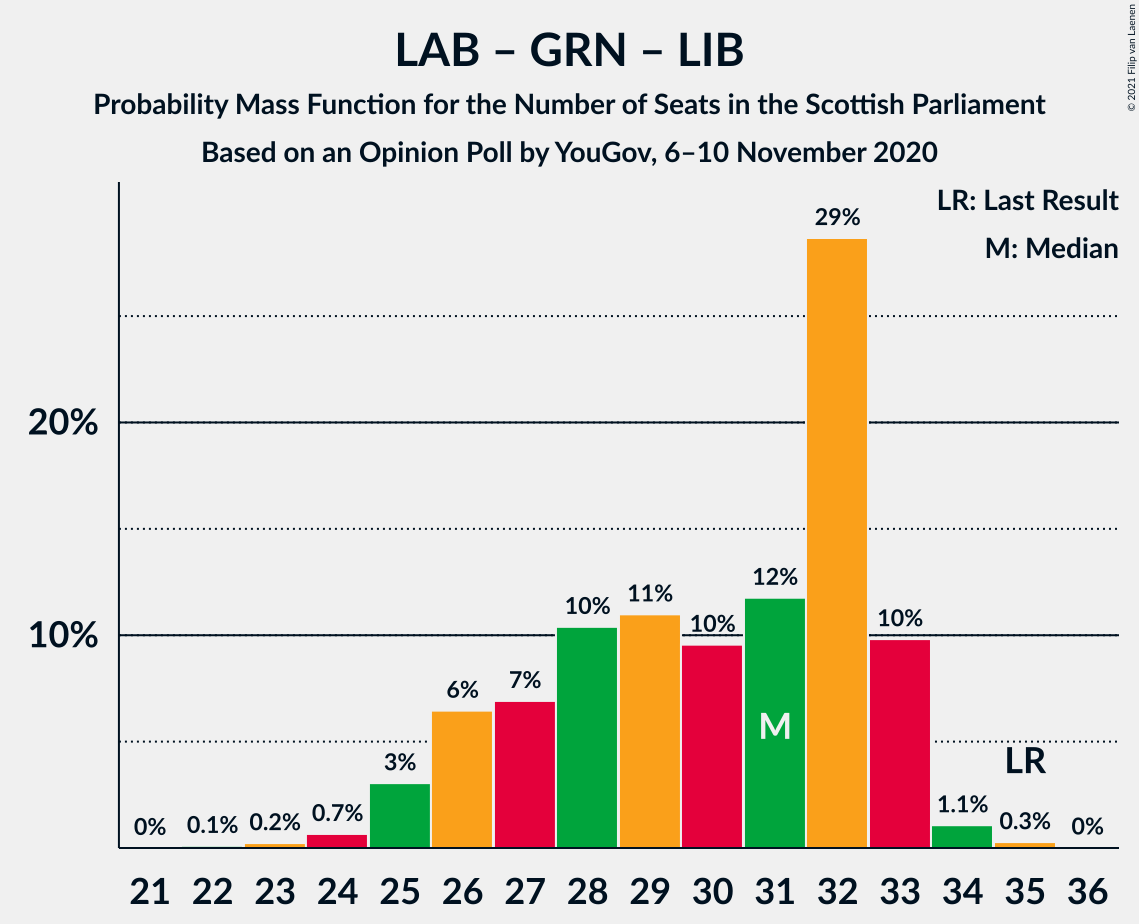 LAB – GRN – LIB
Probability Mass Function for the Number of Seats in the Scottish Parliament
Based on an Opinion Poll by YouGov, 6–10 November 2020
© 2021 Filip van Laenen
LR: Last Result
M: Median
20%
10%
0%
0.1%
0.2%
0.7%
3%
6%
7%
10%
11%
10%
12%
29%
10%
1.1%
0.3%
0%
M
LR
21 22 23 24 25 26 27 28 29 30 31 32 33 34 35 36